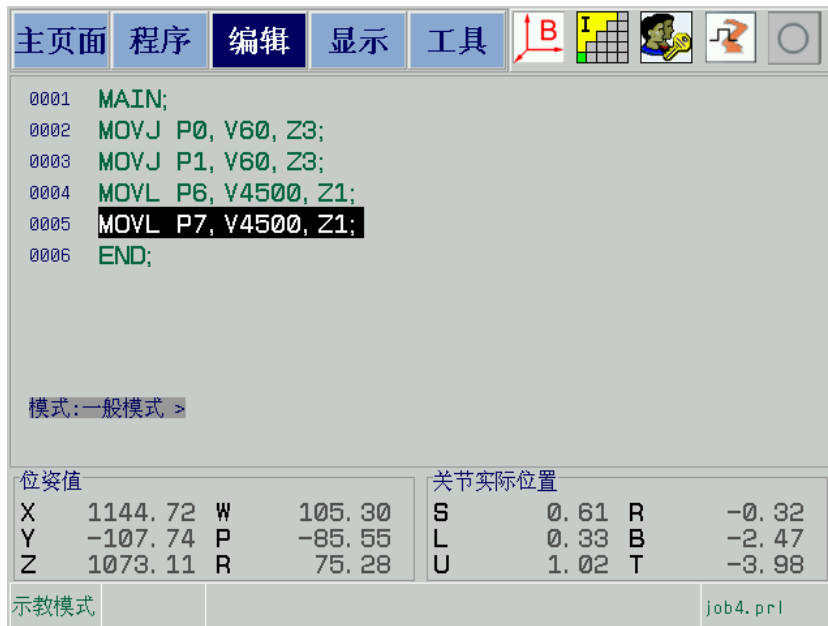 主页面 程序 编辑 显示 工具 B I
0001 MAIN;
0002 MOVJ P0, V60, Z3;
0003 MOVJ P1, V60, Z3;
0004 MOVL P6, V4500, Z1;
0005 MOVL P7, V4500, Z1;
0006 END;
模式:一般模式 >
位姿值 关节实际位置
X 1144.72 W 105.30 S 0.61 R -0.32
Y -107.74 P -85.55 L 0.33 B -2.47
Z 1073.11 R 75.28 U 1.02 T -3.98
示教模式 job4.prl